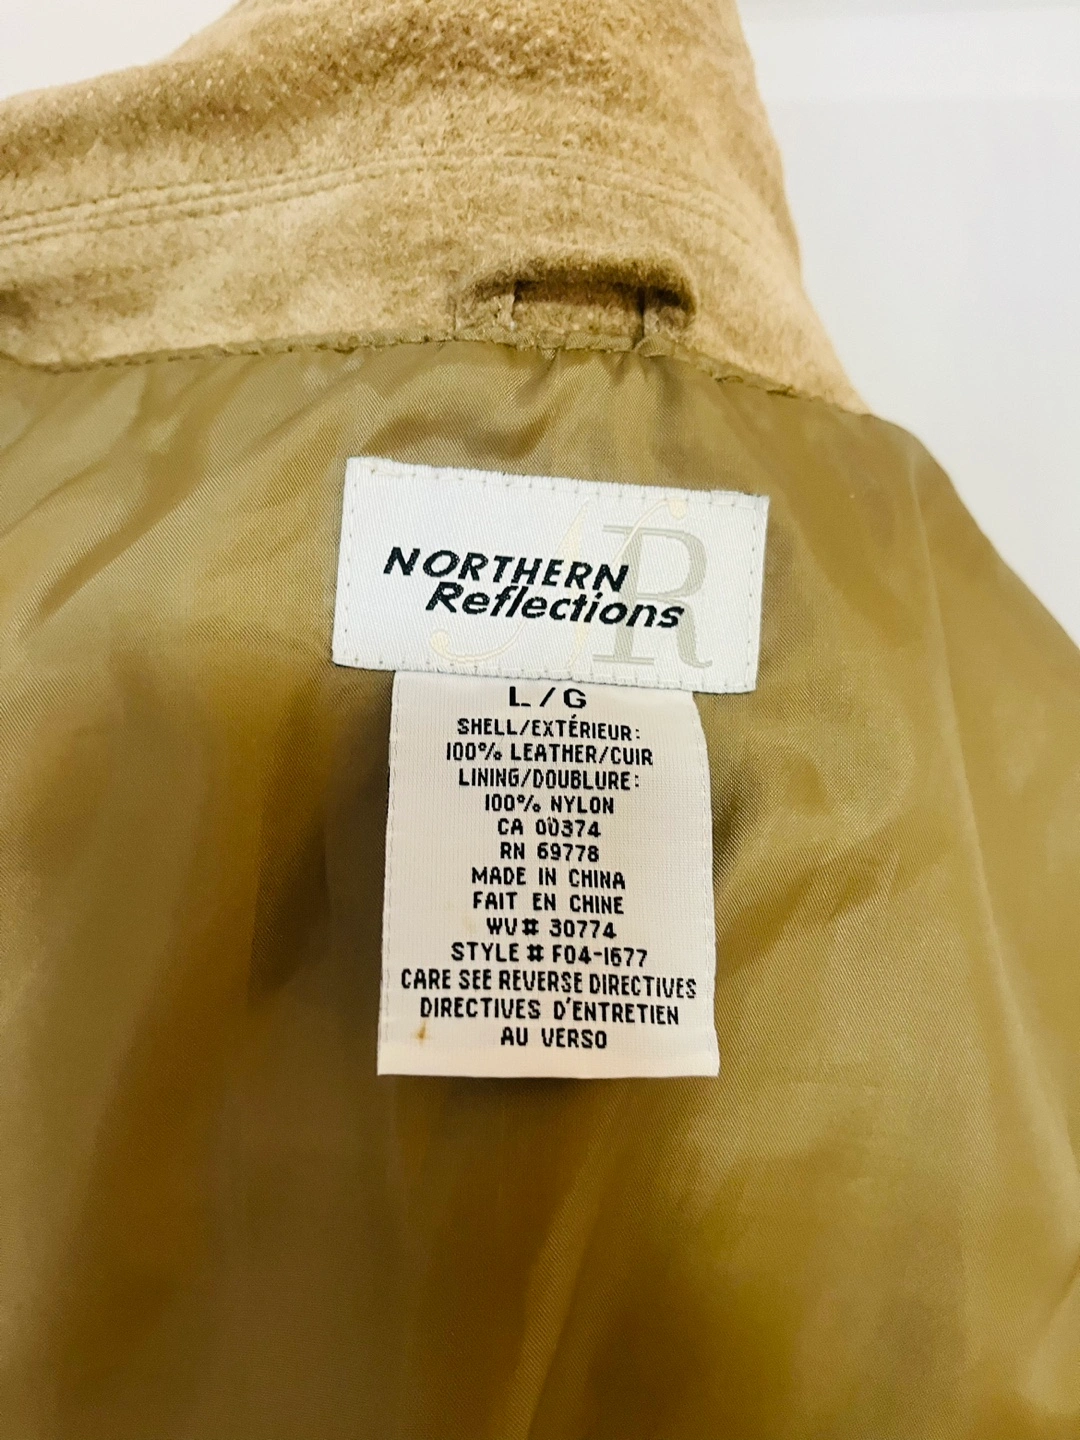 NR
NORTHERN
Reflections
L/G
SHELL/EXTÉRIEUR:
100% LEATHER/CUIR
LINING/DOUBLURE:
100% NYLON
CA 00374
RN 69778
MADE IN CHINA
FAIT EN CHINE
WV# 30774
STYLE # F04-1677
CARE SEE REVERSE DIRECTIVES
DIRECTIVES D'ENTRETIEN
AU VERSO